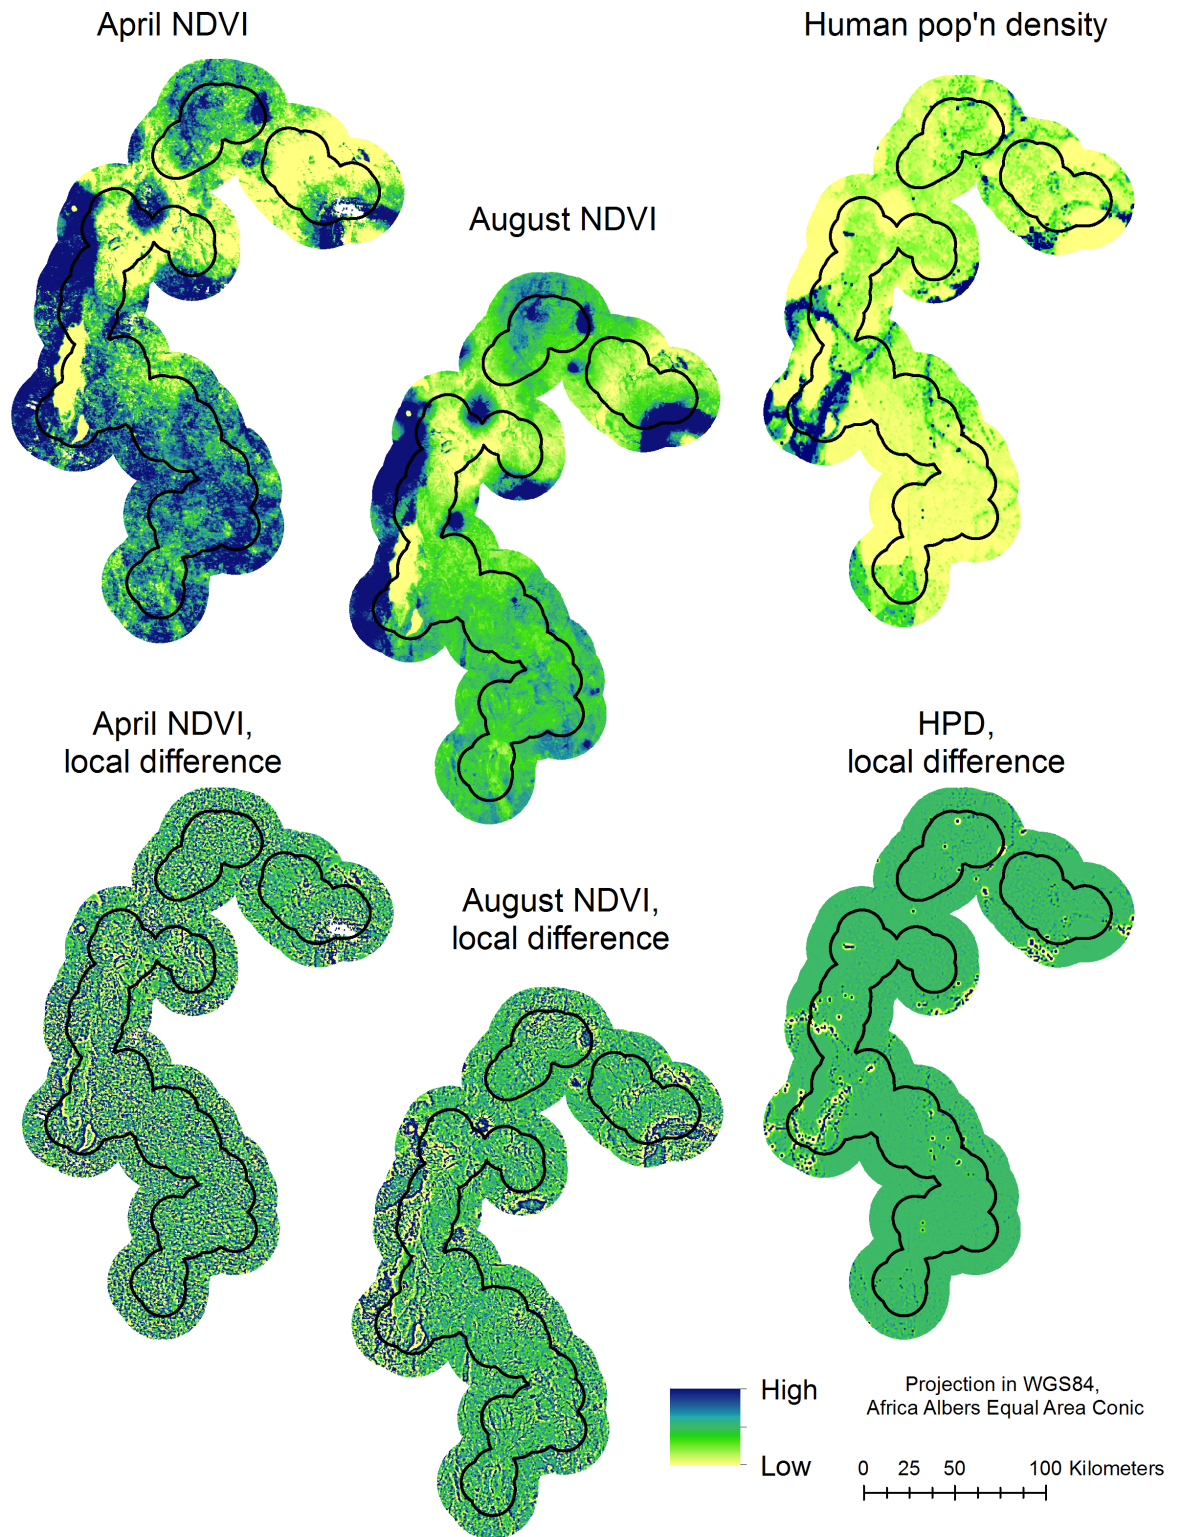 April NDVI
Human pop'n density
August NDVI
April NDVI,
local difference
HPD,
local difference
August NDVI,
local difference
High
Low
Projection in WGS84,
Africa Albers Equal Area Conic
0 25 50 100 Kilometers